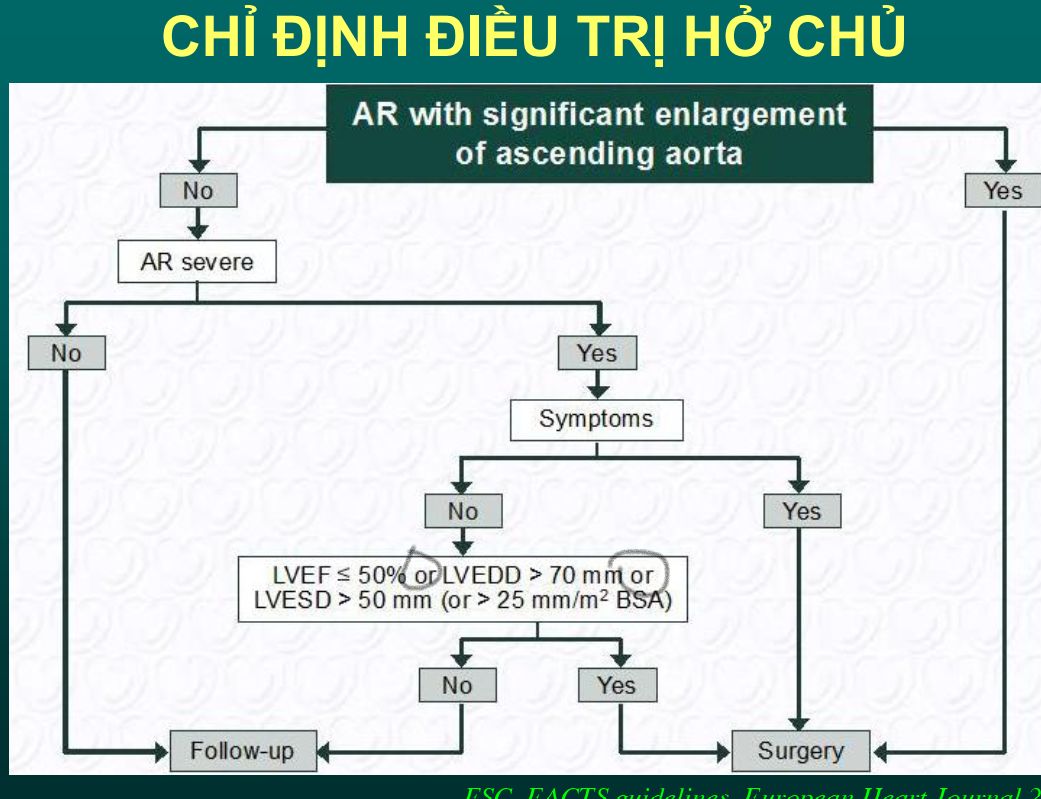 CHỈ ĐỊNH ĐIỀU TRỊ HỞ CHỦ
AR with significant enlargement
of ascending aorta
No
Yes
AR severe
No
Yes
Symptoms
No
Yes
LVEF ≤ 50% or LVEDD > 70 mm or
LVESD > 50 mm (or > 25 mm/m² BSA)
No
Yes
Follow-up
Surgery
ESC, EACTS guidelines, European Heart Journal 2